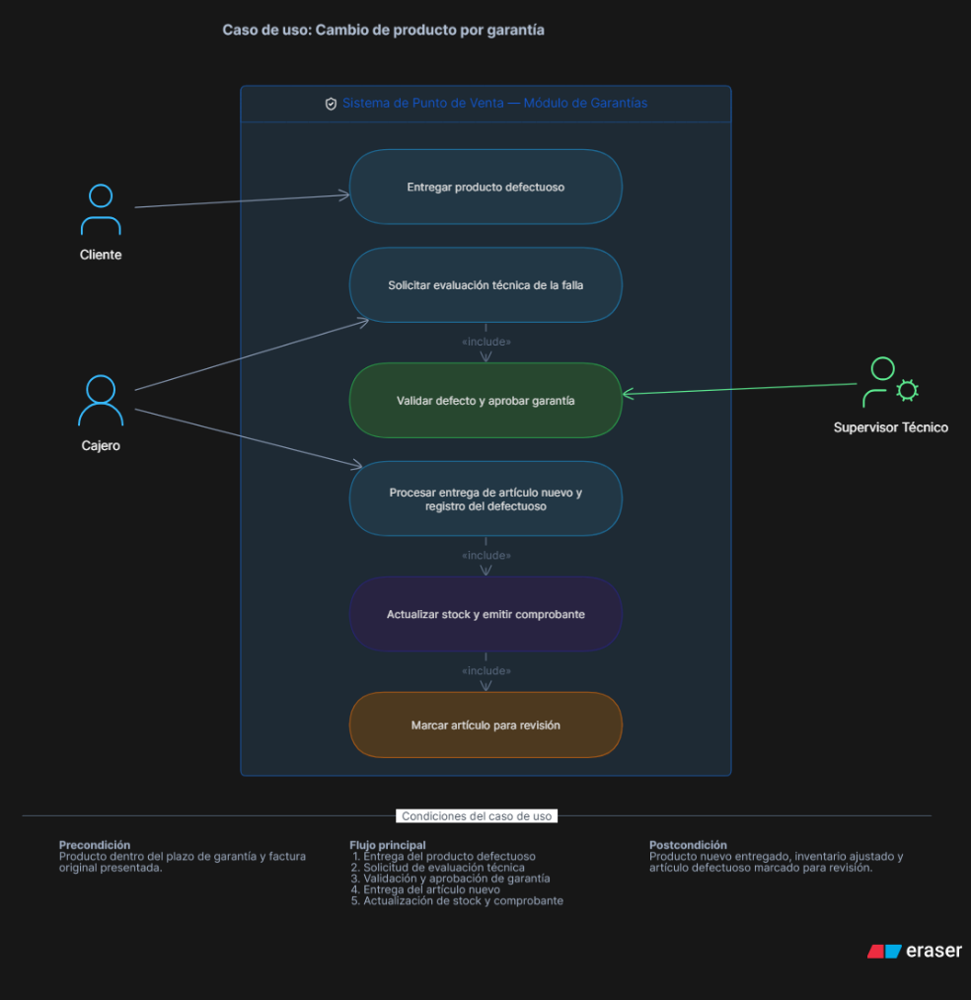 Caso de uso: Cambio de producto por garantía
Sistema de Punto de Venta — Módulo de Garantías
Entregar producto defectuoso
Cliente
Solicitar evaluación técnica de la falla
«include»
Cajero
Validar defecto y aprobar garantía
Supervisor Técnico
Procesar entrega de artículo nuevo y
registro del defectuoso
«include»
Actualizar stock y emitir comprobante
«include»
Marcar artículo para revisión
Condiciones del caso de uso
Precondición
Producto dentro del plazo de garantía y factura
original presentada.
Flujo principal
1. Entrega del producto defectuoso
2. Solicitud de evaluación técnica
3. Validación y aprobación de garantía
4. Entrega del artículo nuevo
5. Actualización de stock y comprobante
Postcondición
Producto nuevo entregado, inventario ajustado y
artículo defectuoso marcado para revisión.
eraser